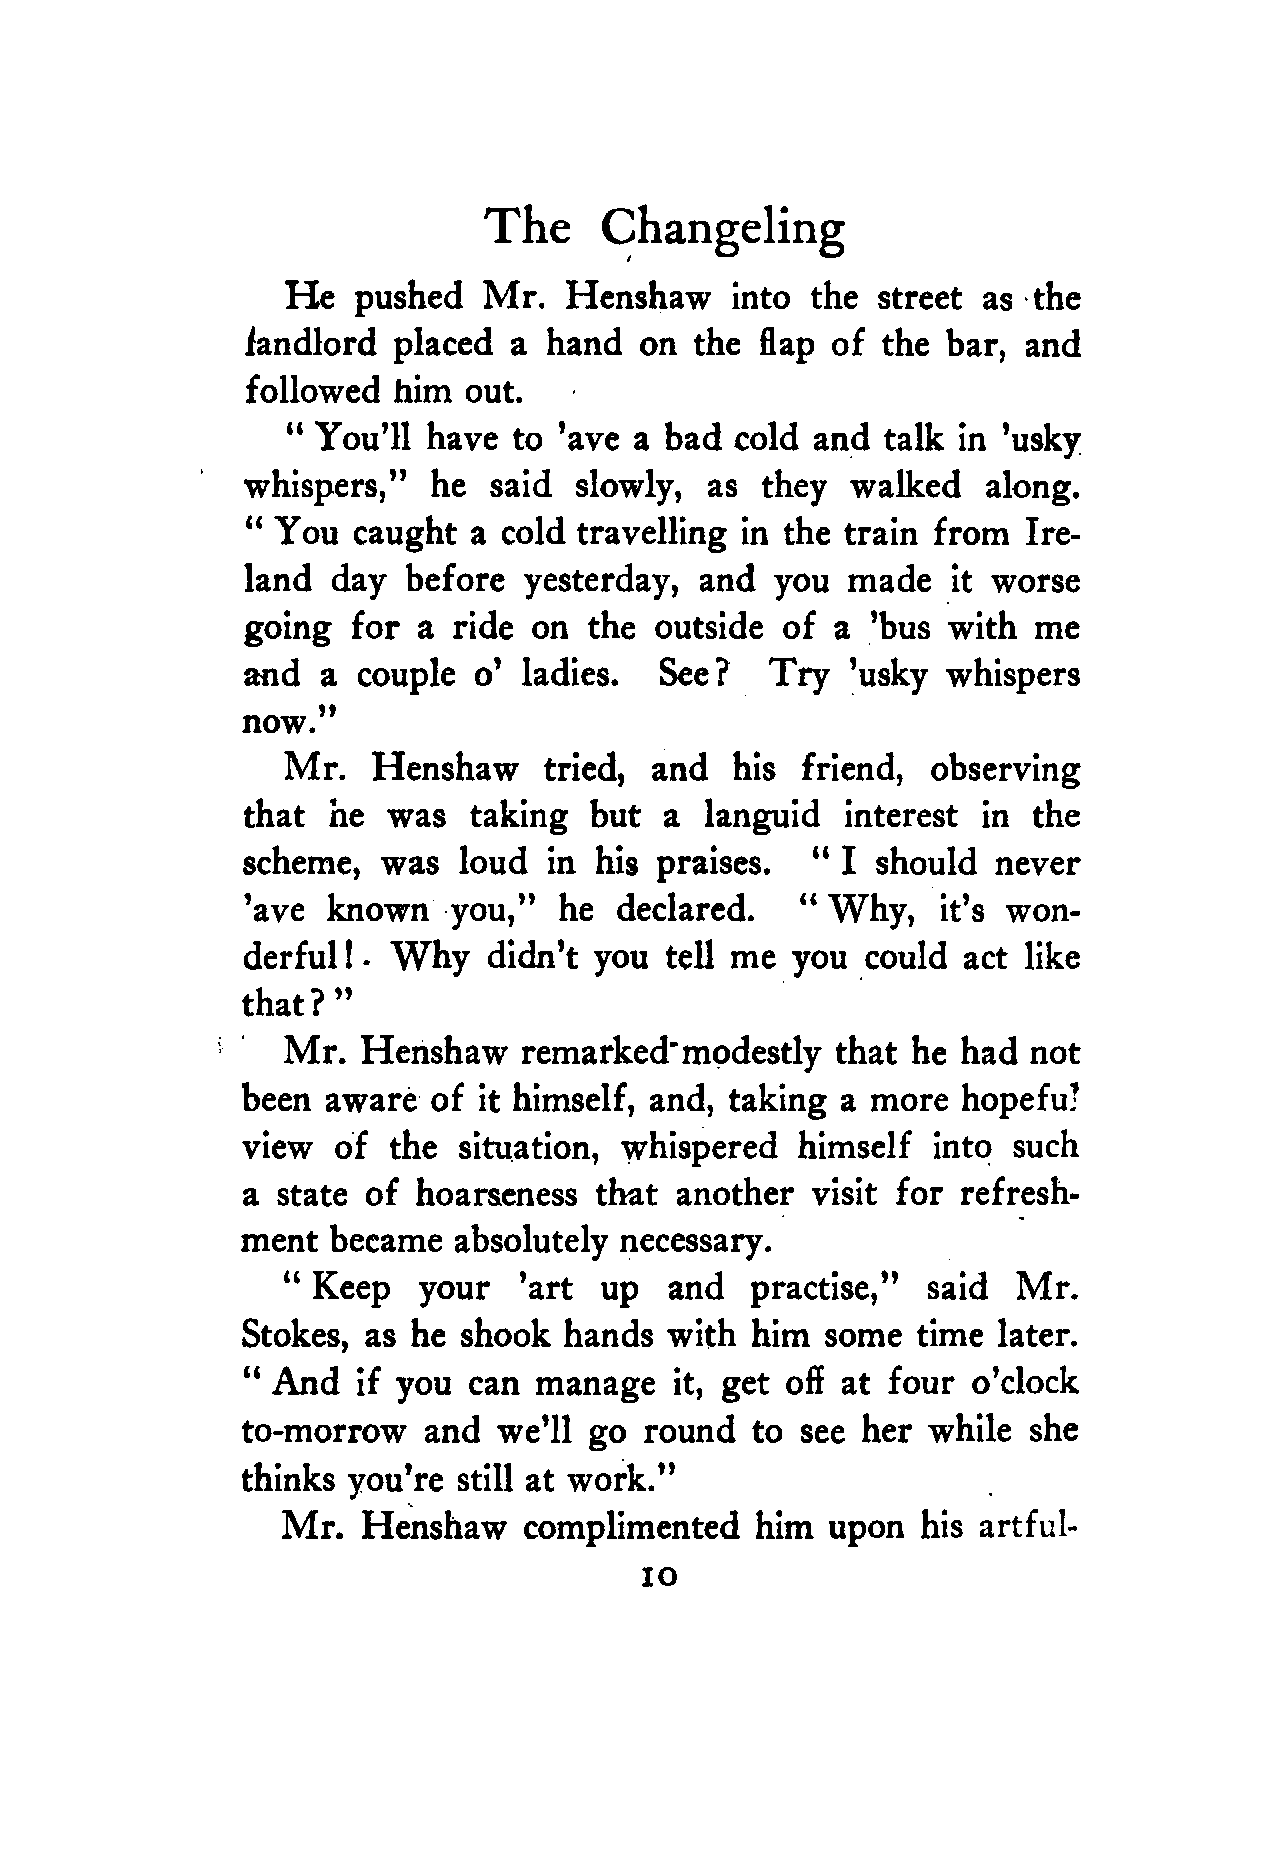 The Changeling
He pushed Mr. Henshaw into the street as the
landlord placed a hand on the flap of the bar, and
followed him out.
" You'll have to 'ave a bad cold and talk in 'usky
whispers," he said slowly, as they walked along.
" You caught a cold travelling in the train from Ire-
land day before yesterday, and you made it worse
going for a ride on the outside of a 'bus with me
and a couple o' ladies. See? Try 'usky whispers
now."
Mr. Henshaw tried, and his friend, observing
that he was taking but a languid interest in the
scheme, was loud in his praises. " I should never
'ave known you," he declared. " Why, it's won-
derful! Why didn't you tell me you could act like
that? "
Mr. Henshaw remarked modestly that he had not
been aware of it himself, and, taking a more hopeful
view of the situation, whispered himself into such
a state of hoarseness that another visit for refresh-
ment became absolutely necessary.
" Keep your 'art up and practise," said Mr.
Stokes, as he shook hands with him some time later.
" And if you can manage it, get off at four o'clock
to-morrow and we'll go round to see her while she
thinks you're still at work."
Mr. Henshaw complimented him upon his artful-
10